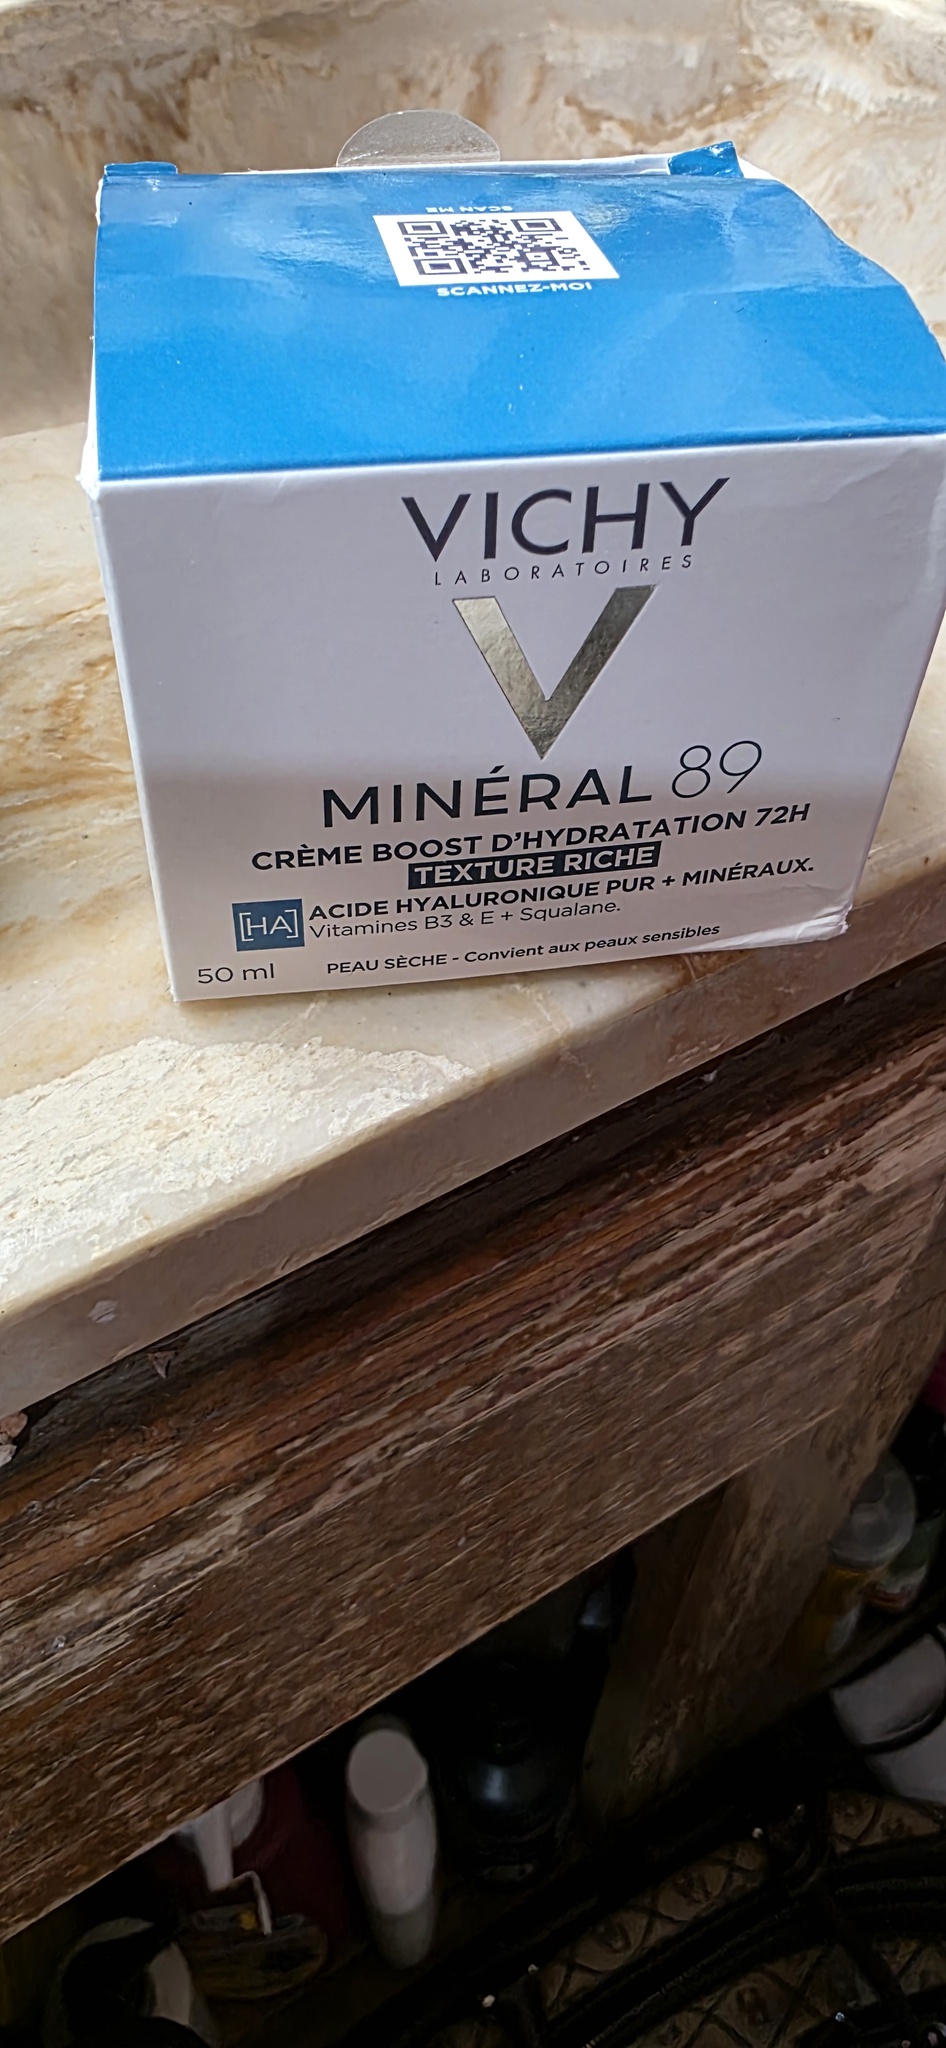 SCAN ME
SCANNEZ-MOI
VICHY
LABORATOIRES
MINÉRAL 89
CRÈME BOOST D'HYDRATATION 72H
TEXTURE RICHE
[HA] ACIDE HYALURONIQUE PUR + MINÉRAUX.
Vitamines B3 & E + Squalane.
50 ml PEAU SÈCHE - Convient aux peaux sensibles